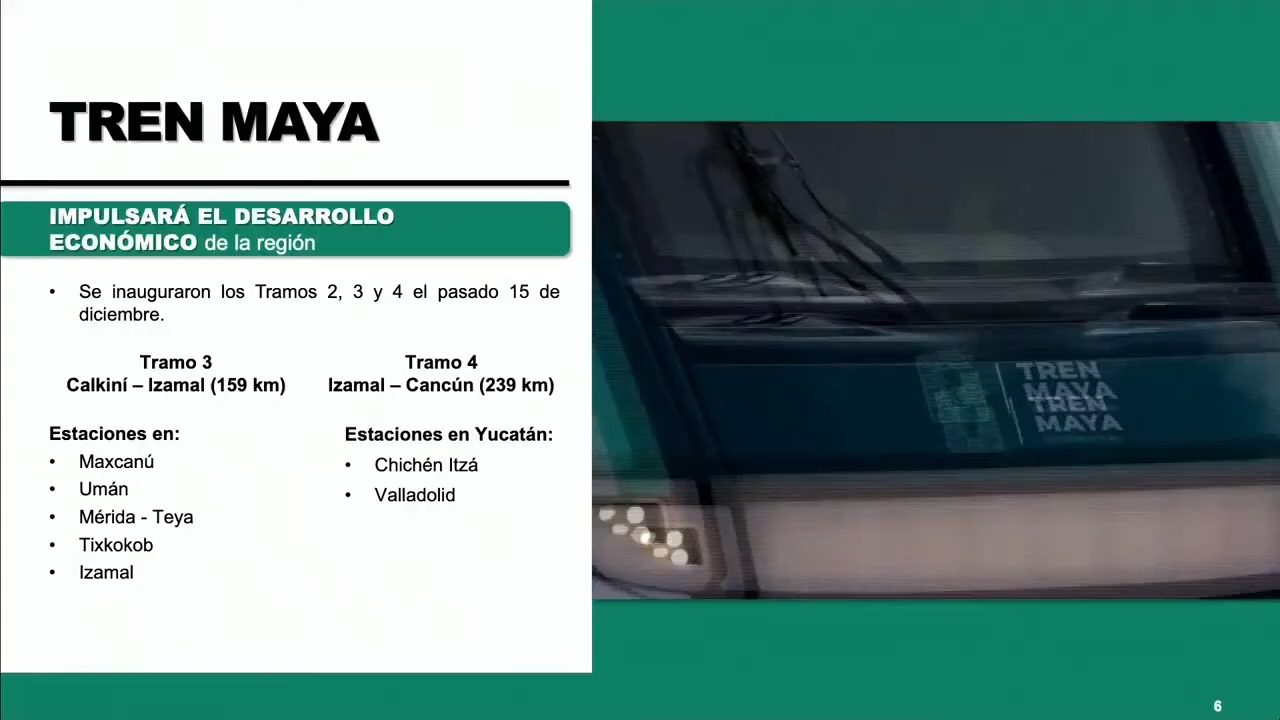 TREN MAYA
IMPULSARÁ EL DESARROLLO
ECONÓMICO de la región
• Se inauguraron los Tramos 2, 3 y 4 el pasado 15 de
diciembre.
Tramo 3
Calkiní – Izamal (159 km)
Estaciones en:
• Maxcanú
• Umán
• Mérida - Teya
• Tixkokob
• Izamal
Tramo 4
Izamal – Cancún (239 km)
Estaciones en Yucatán:
• Chichén Itzá
• Valladolid
TREN
MAYA
TREN
MAYA
6